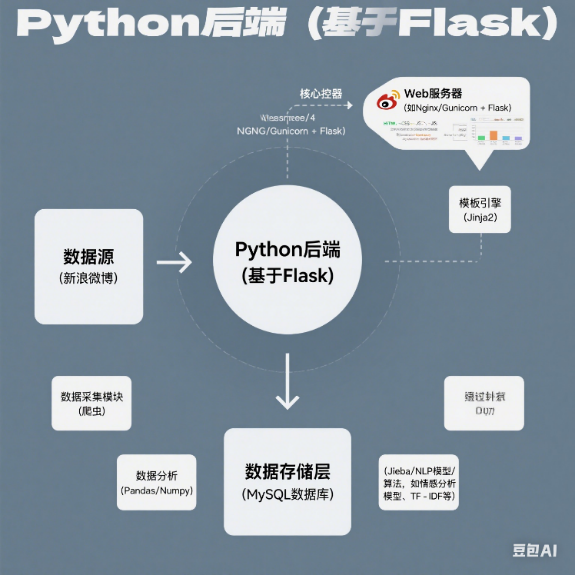 Python后端（基于Flask）
核心控器
NGNG/Gunicorn + Flask)
Web服务器
(如Nginx/Gunicorn + Flask)
模板引擎
(Jinja2)
数据源
(新浪微博)
Python后端
(基于Flask)
数据采集模块
(爬虫)
数据分析
(Pandas/Numpy)
数据存储层
(MySQL数据库)
(Jieba/NLP模型/
算法，如情感分析
模型、TF - IDF等)
豆包AI